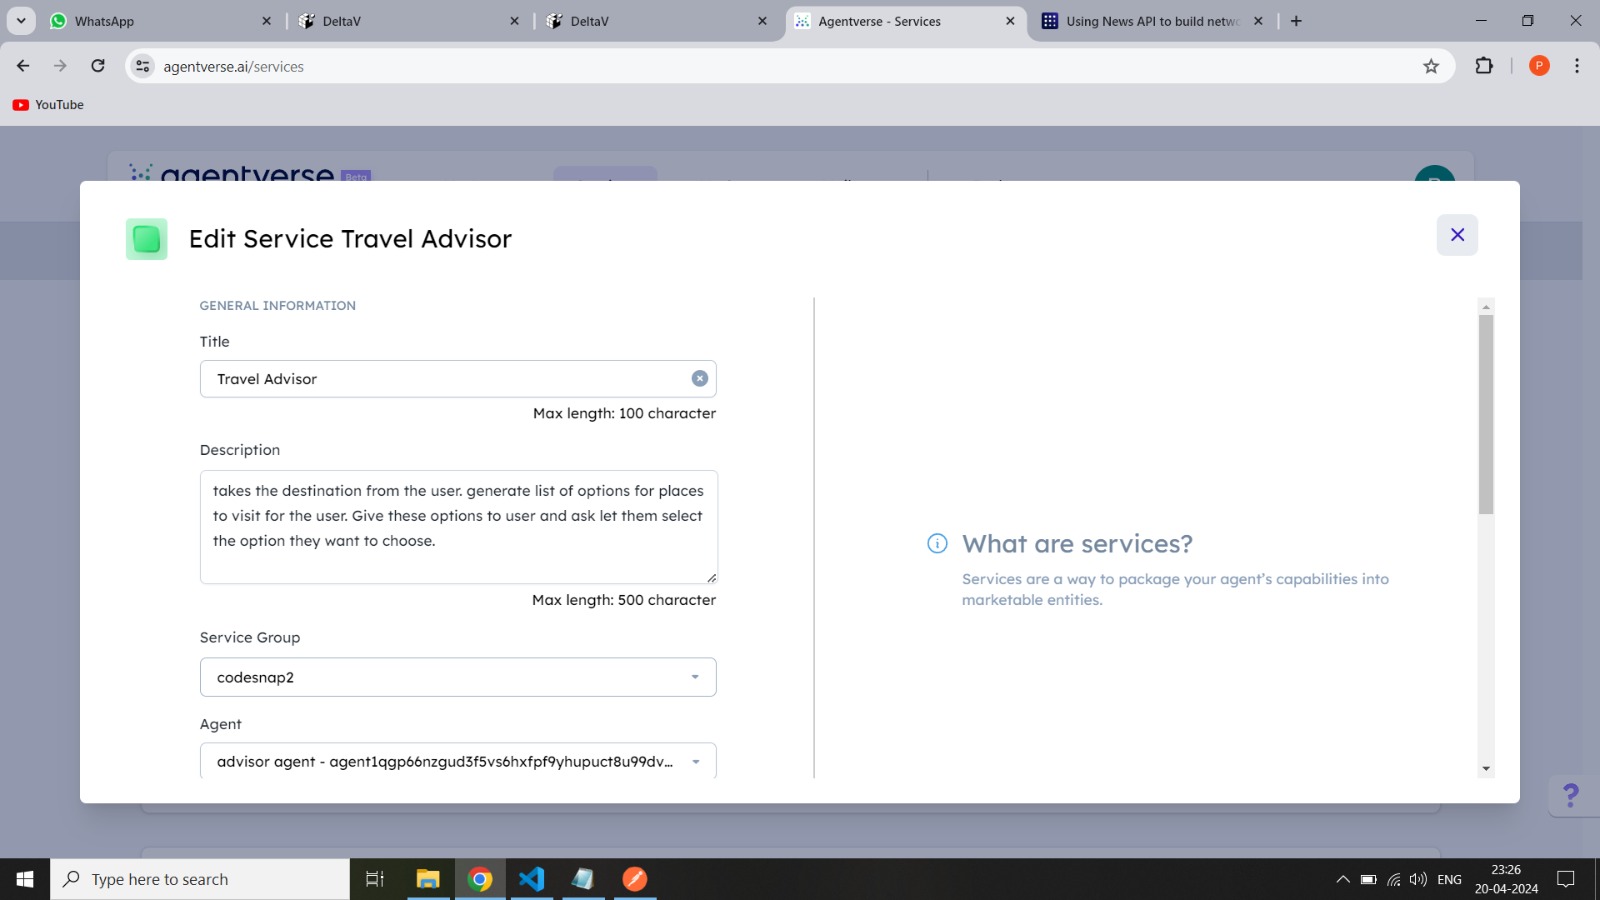 WhatsApp
DeltaV
DeltaV
Agentverse - Services
Using News API to build netw
agentverse.ai/services
P
YouTube
agentverse Beta
Edit Service Travel Advisor
GENERAL INFORMATION
Title
Travel Advisor
Max length: 100 character
Description
takes the destination from the user. generate list of options for places
to visit for the user. Give these options to user and ask let them select
the option they want to choose.
Max length: 500 character
Service Group
codesnap2
Agent
advisor agent - agent1qgp66nzgud3f5vs6hxfpf9yhupuct8u99dv...
What are services?
Services are a way to package your agent’s capabilities into
marketable entities.
?
Type here to search
ENG
23:26
20-04-2024